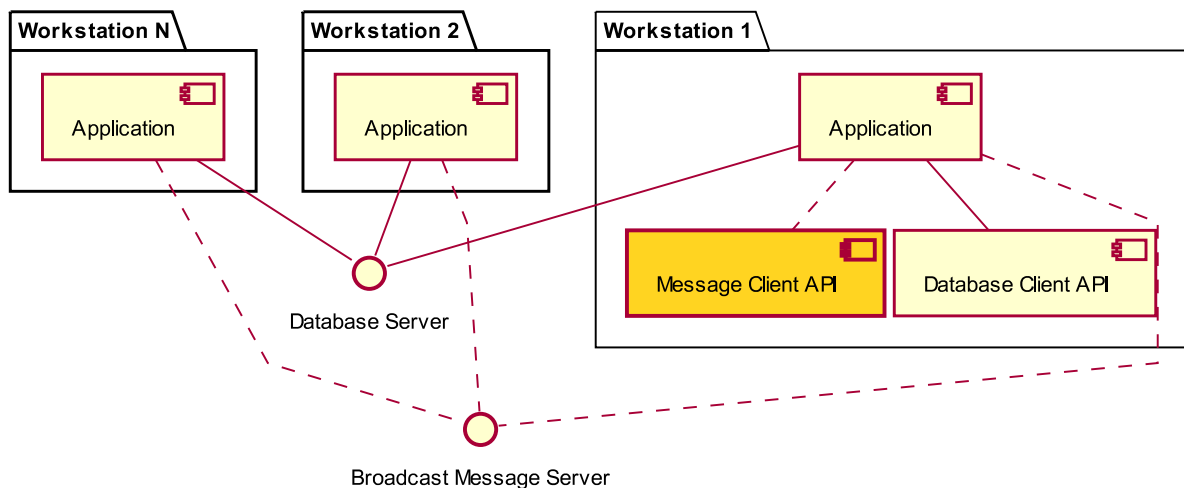 Workstation N
Workstation 2
Workstation 1
Application
Application
Application
Message Client API
Database Client API
Database Server
Broadcast Message Server